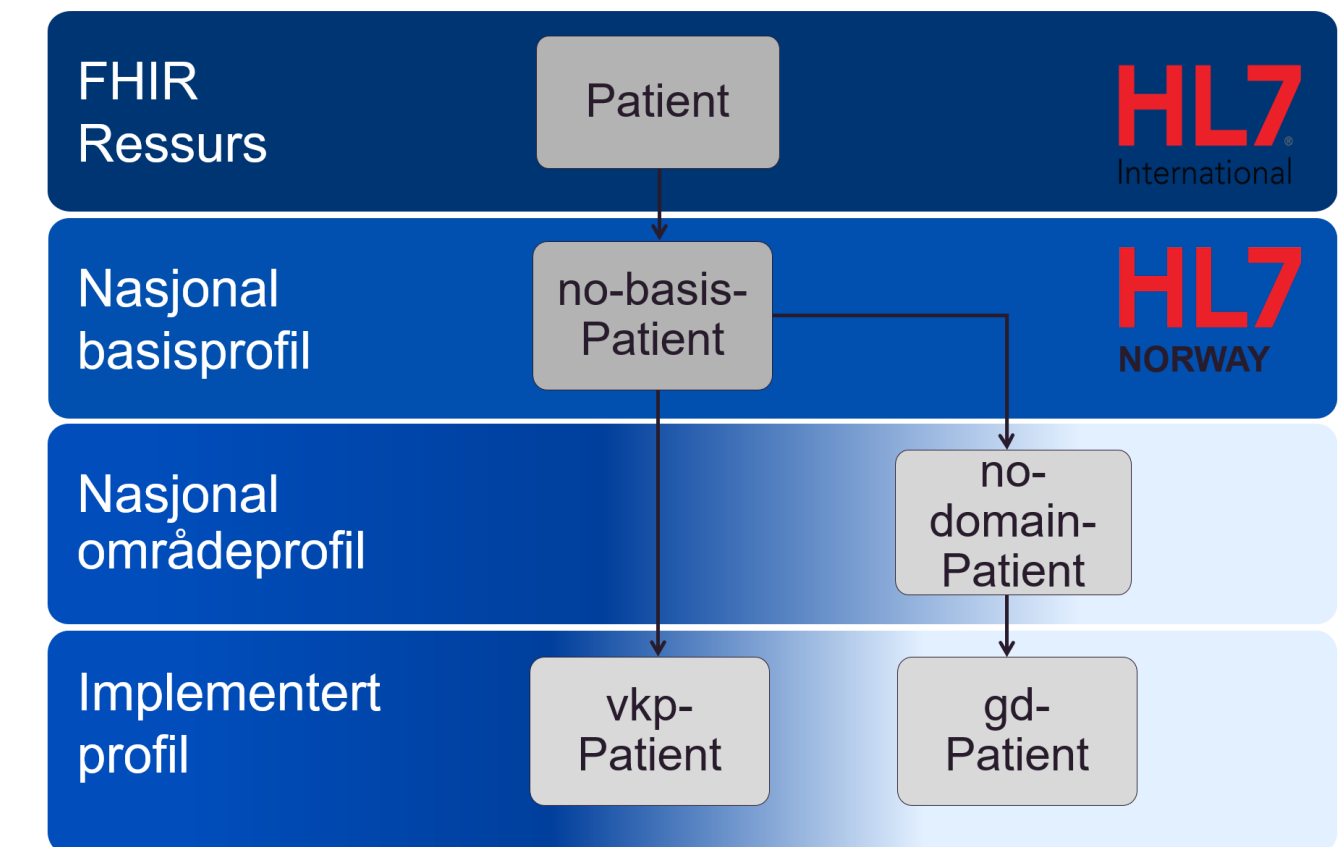 FHIR
Ressurs
Patient
HL7
®
International
Nasjonal
basisprofil
no-basis-
Patient
HL7
NORWAY
Nasjonal
områdeprofil
no-
domain-
Patient
Implementert
profil
vkp-
Patient
gd-
Patient